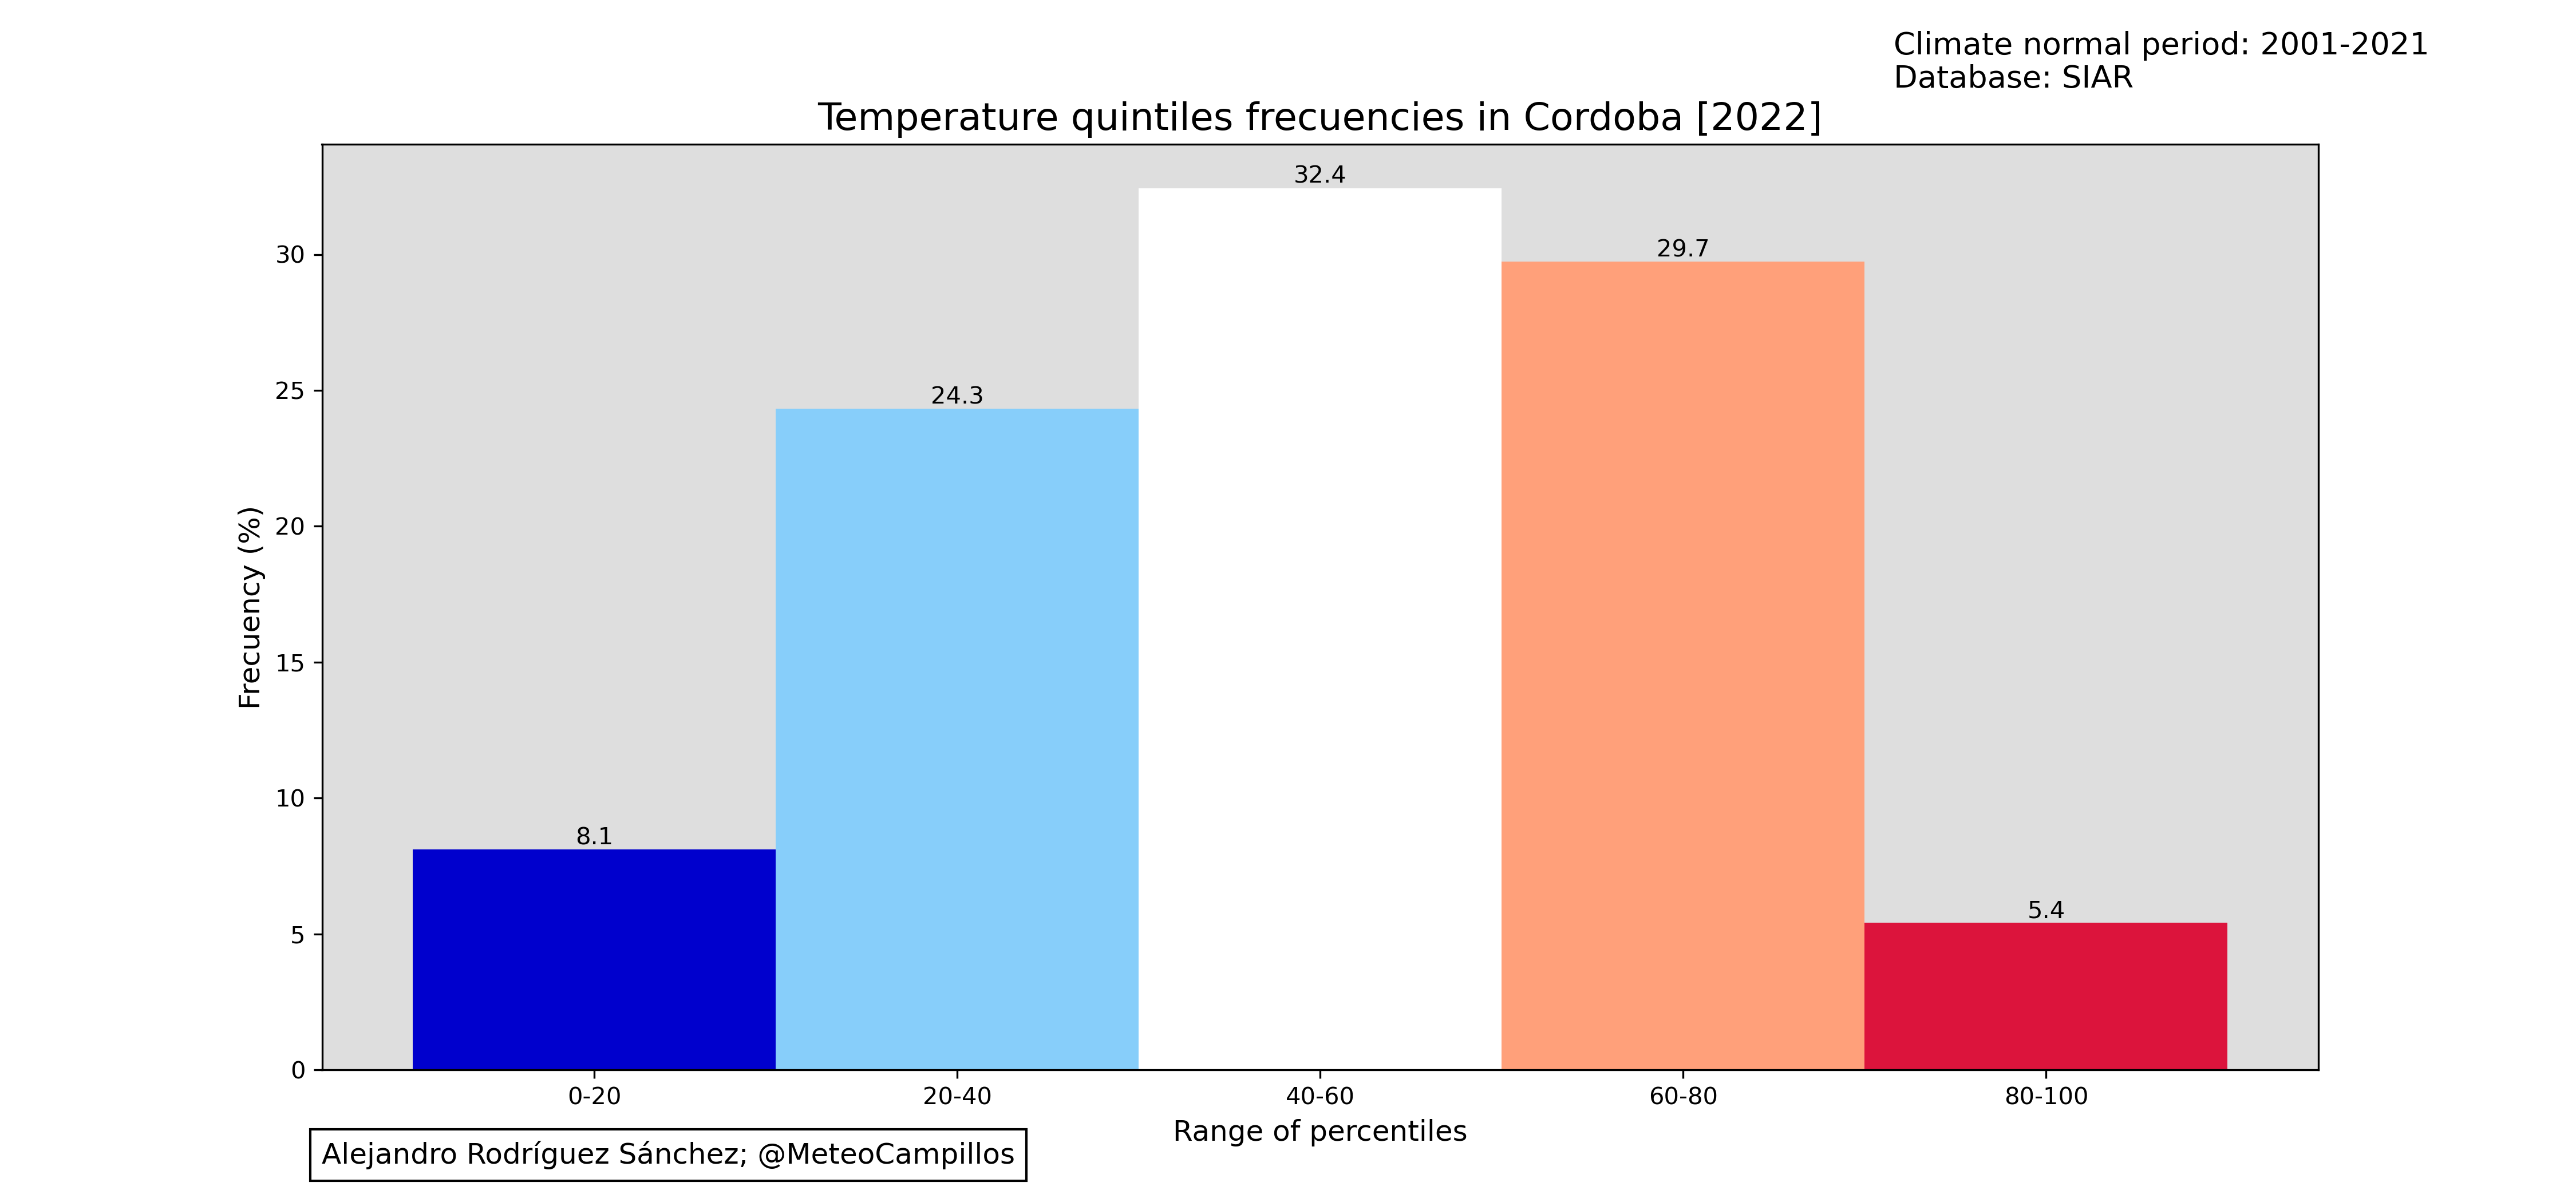 Climate normal period: 2001-2021
Database: SIAR
Temperature quintiles frecuencies in Cordoba [2022]
32.4
29.7
24.3
8.1
5.4
30
25
20
15
10
5
0
Frecuency (%)
0-20 20-40 40-60 60-80 80-100
Range of percentiles
Alejandro Rodríguez Sánchez; @MeteoCampillos